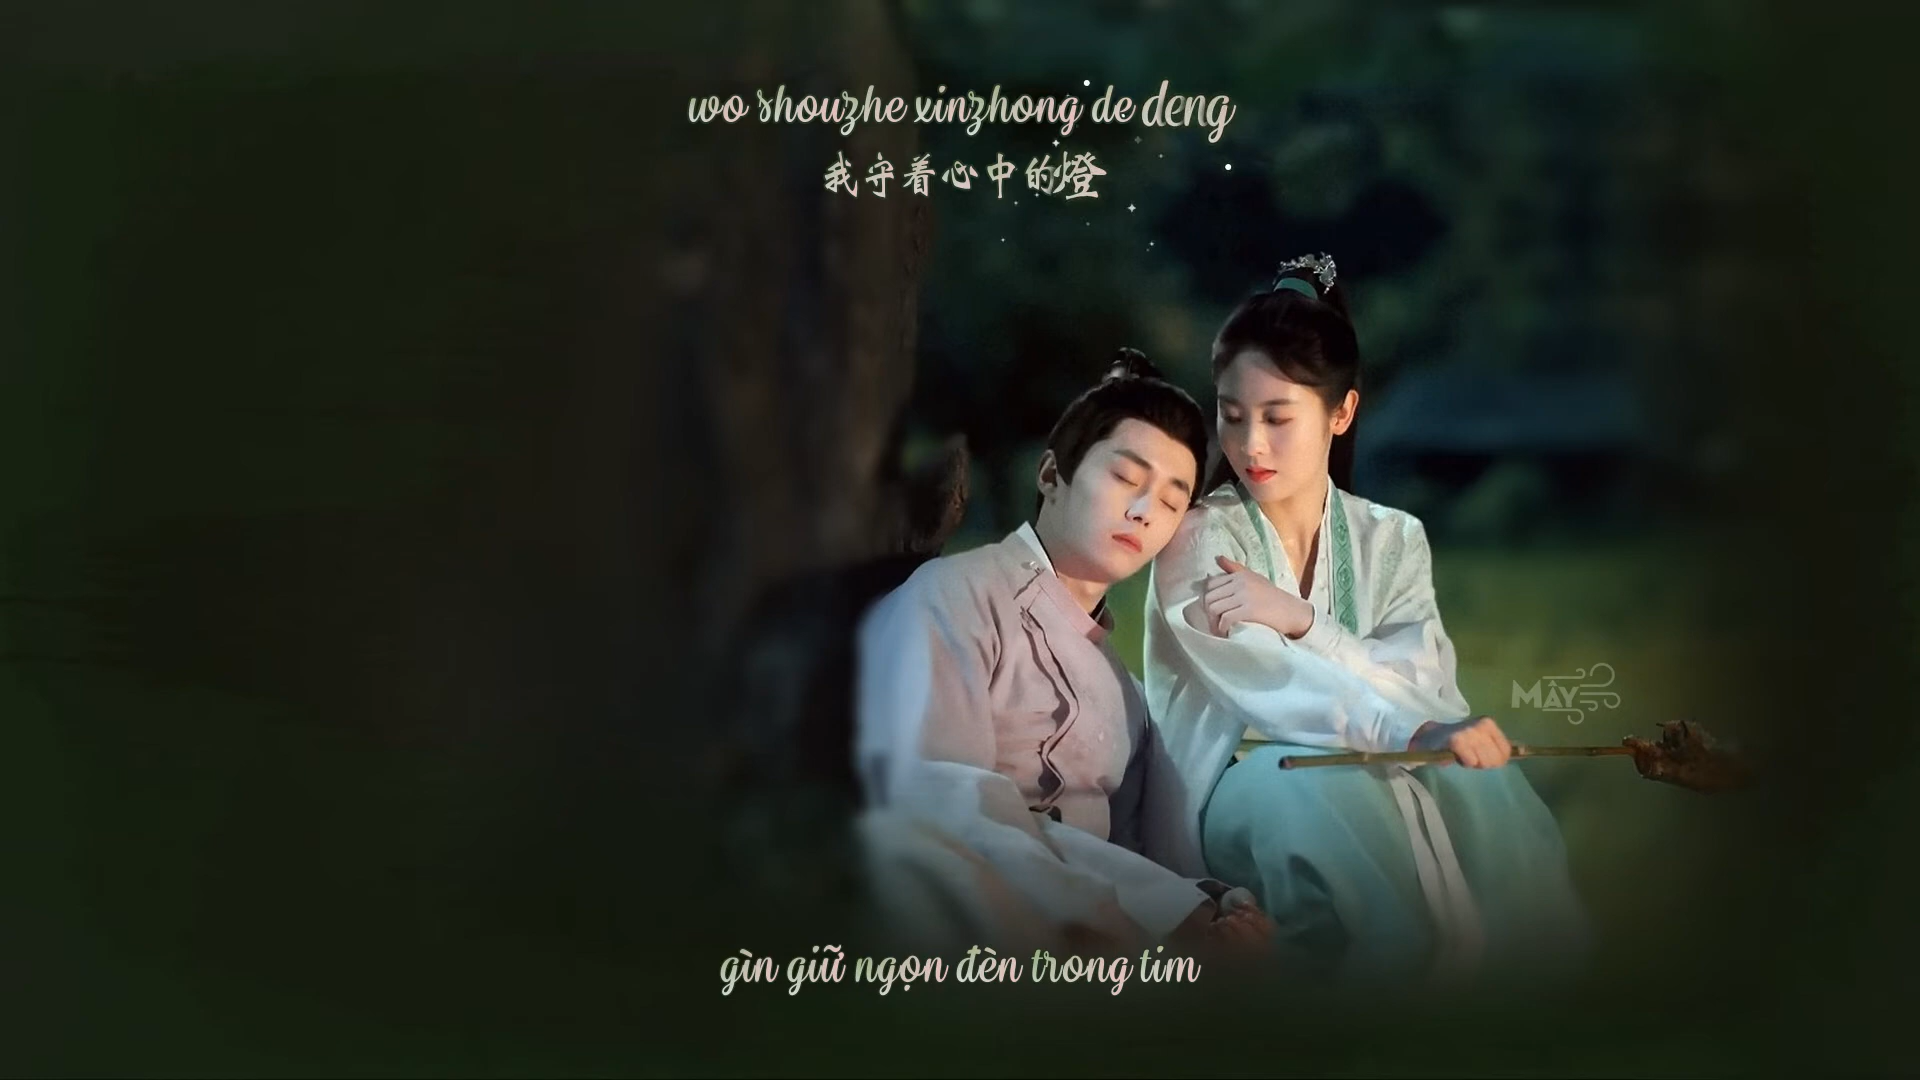 wo shouzhe xinzhong de deng
我守着心中的燈
MÂY
gìn giữ ngọn đèn trong tim